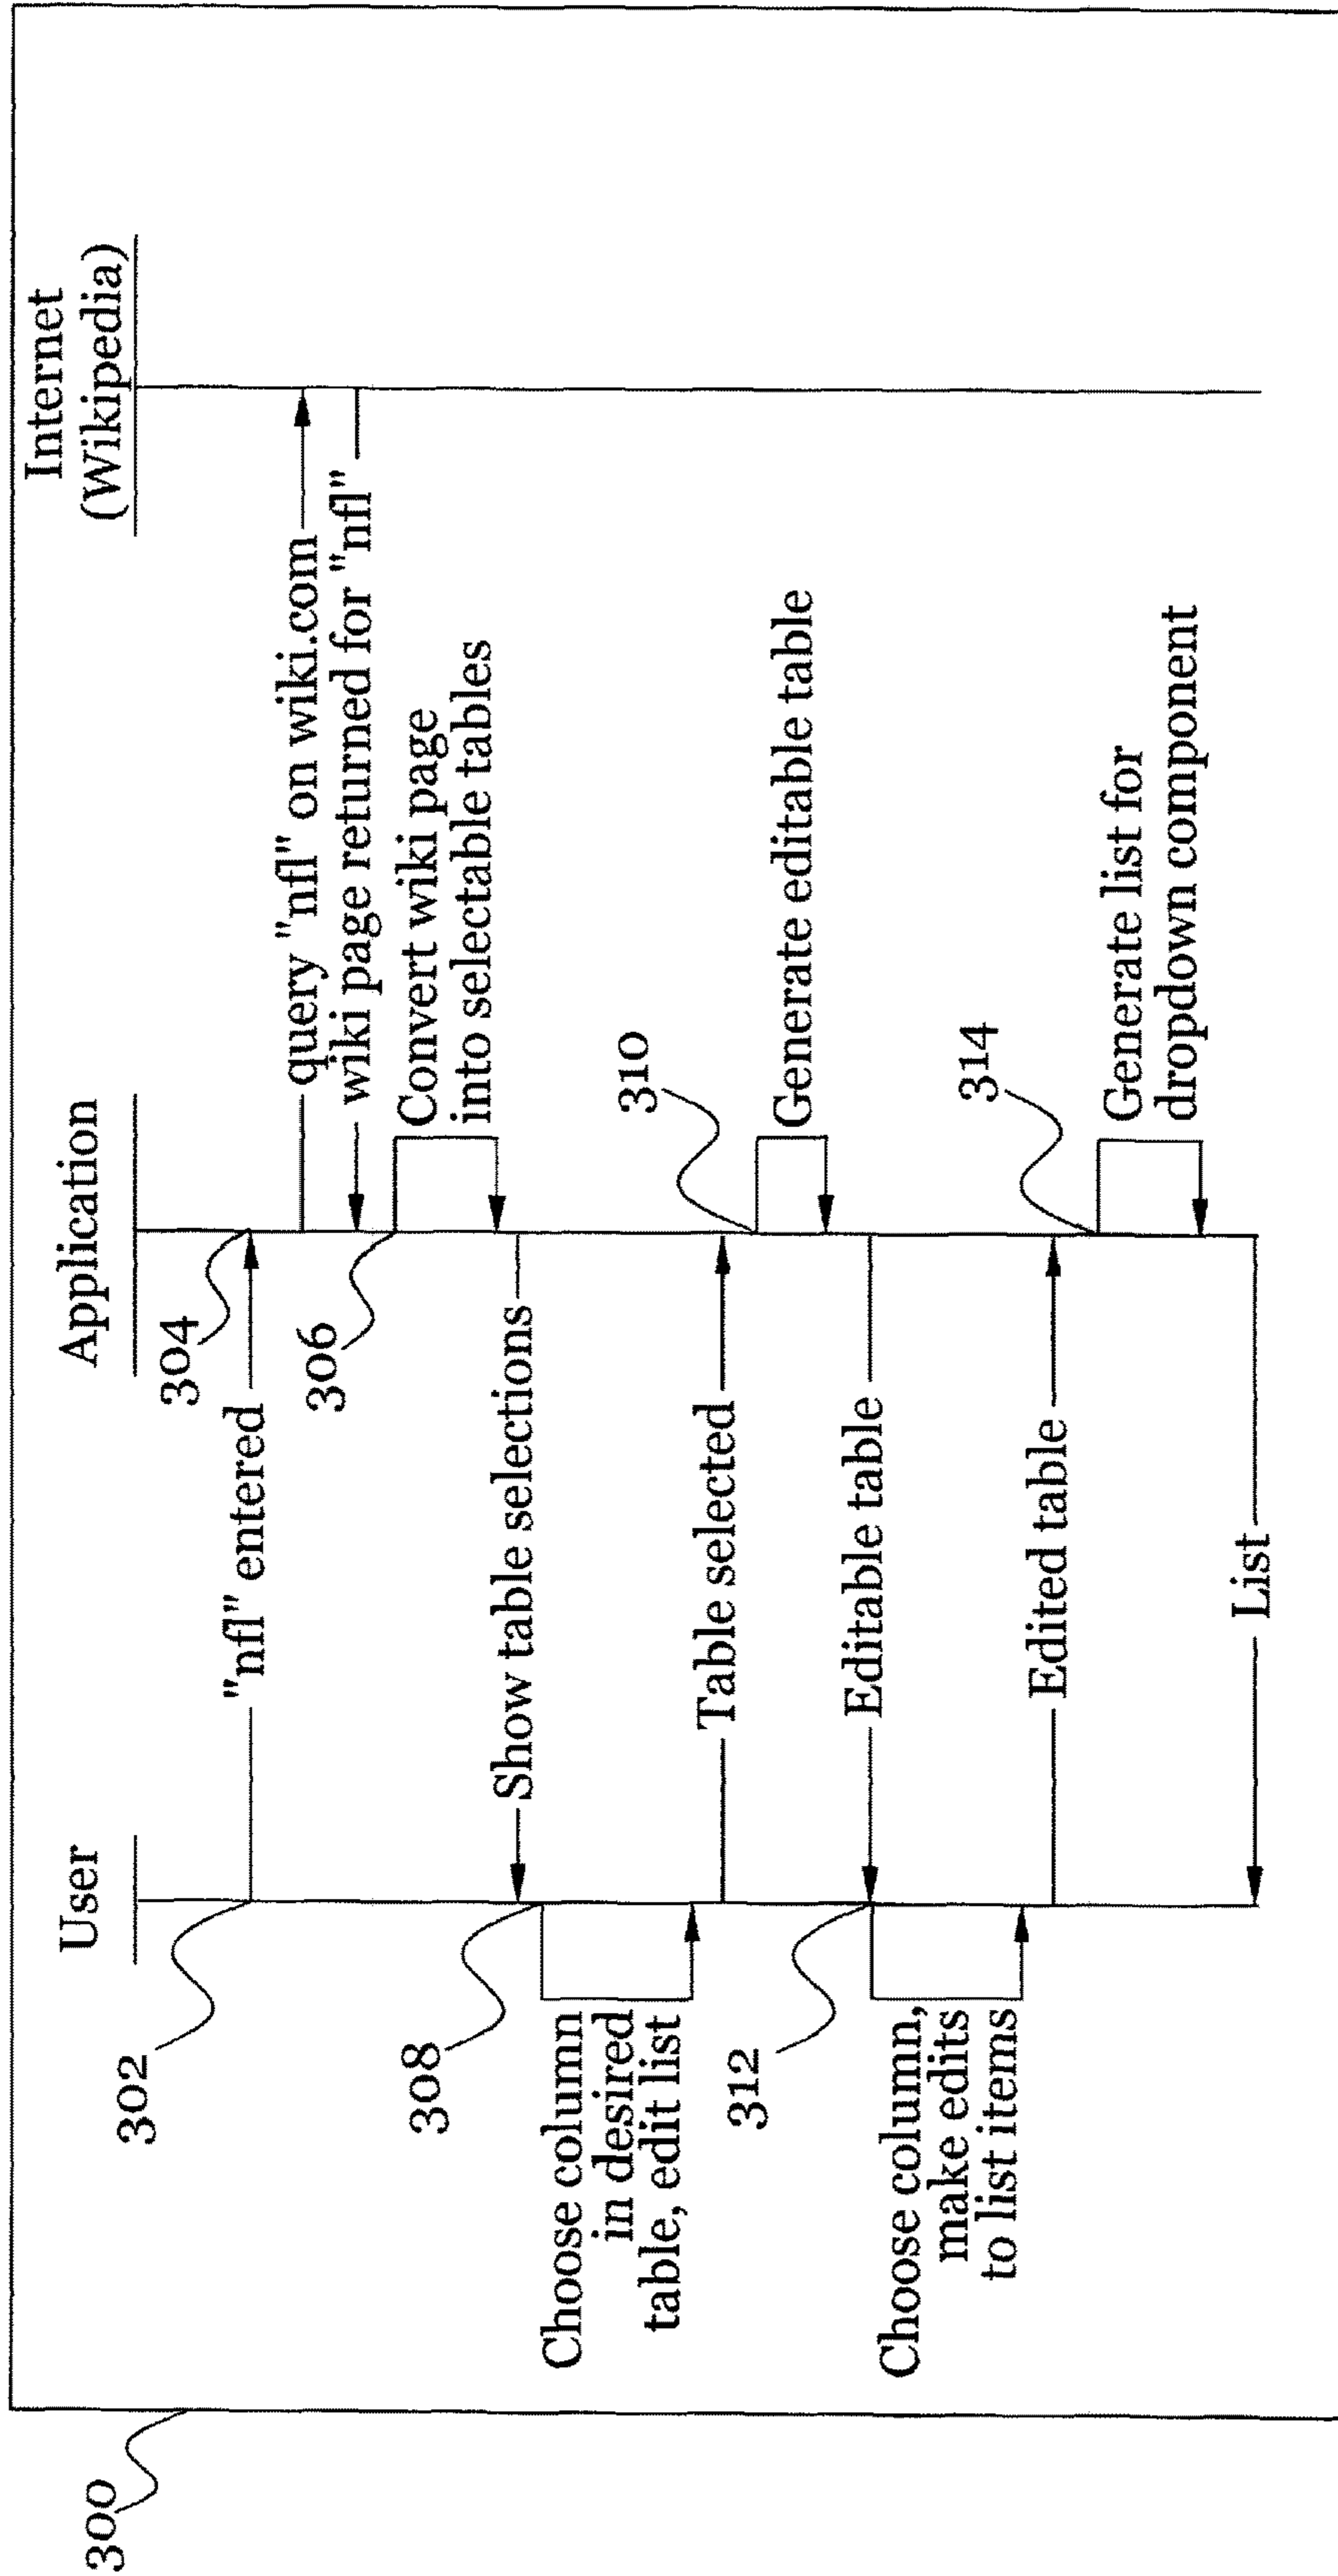 300
User
Application
Internet
(Wikipedia)
302
"nfl" entered
304
query "nfl" on wiki.com
wiki page returned for "nfl"
306
Convert wiki page
into selectable tables
Show table selections
308
Choose column
in desired
table, edit list
Table selected
310
Generate editable table
Editable table
312
Choose column,
make edits
to list items
Edited table
314
Generate list for
dropdown component
List